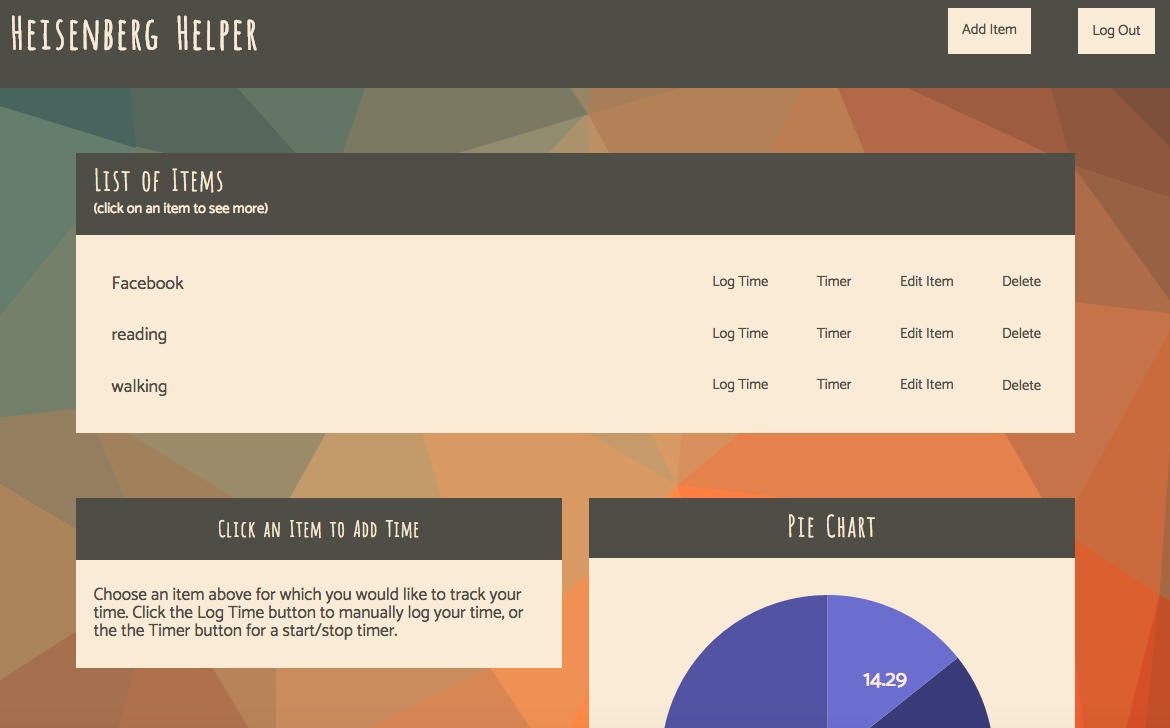 Heisenberg Helper
Add Item
Log Out
List of Items
(click on an item to see more)
Facebook Log Time Timer Edit Item Delete
reading Log Time Timer Edit Item Delete
walking Log Time Timer Edit Item Delete
Click an Item to Add Time
Choose an item above for which you would like to track your
time. Click the Log Time button to manually log your time, or
the the Timer button for a start/stop timer.
Pie Chart
14.29